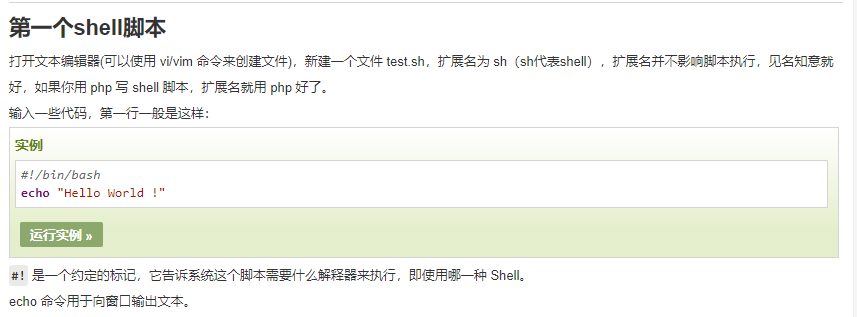 第一个shell脚本
打开文本编辑器(可以使用 vi/vim 命令来创建文件)，新建一个文件 test.sh，扩展名为 sh（sh代表shell），扩展名并不影响脚本执行，见名知意就
好，如果你用 php 写 shell 脚本，扩展名就用 php 好了。
输入一些代码，第一行一般是这样：
实例
#!/bin/bash
echo "Hello World !"
运行实例 »
#! 是一个约定的标记，它告诉系统这个脚本需要什么解释器来执行，即使用哪一种 Shell。
echo 命令用于向窗口输出文本。